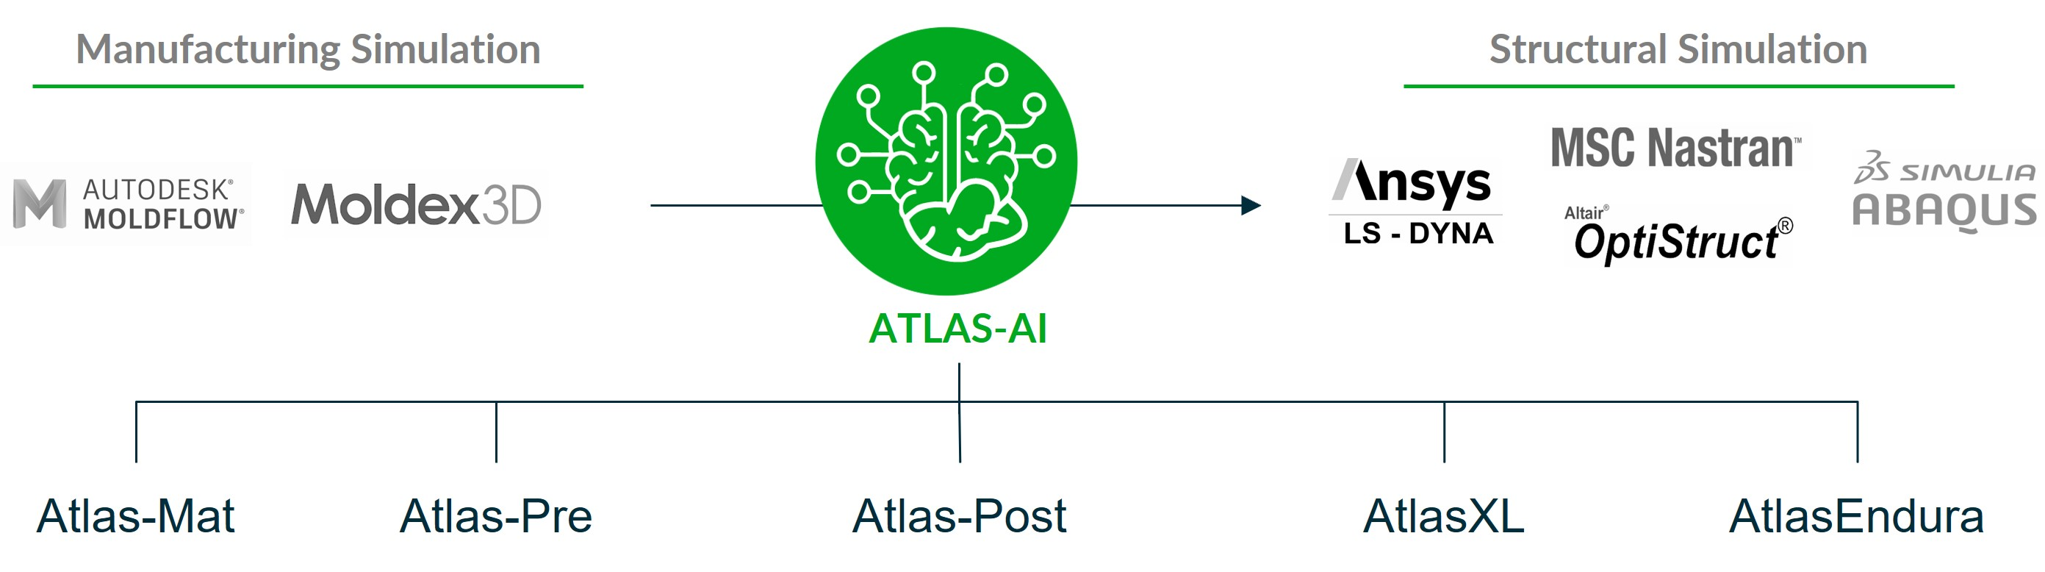 Manufacturing Simulation
Structural Simulation
AUTODESK®
MOLDFLOW®
Moldex3D
Ansys
LS - DYNA
MSC Nastran™
Altair®
OptiStruct®
DS SIMULIA
ABAQUS
ATLAS-AI
Atlas-Mat
Atlas-Pre
Atlas-Post
AtlasXL
AtlasEndura